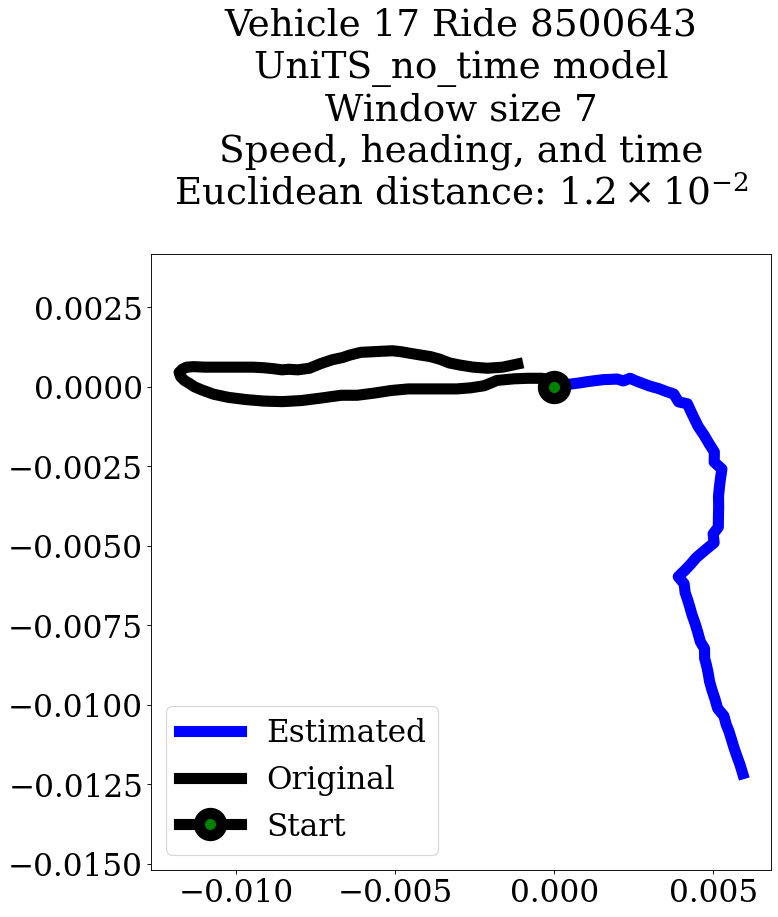 Vehicle 17 Ride 8500643
UniTS_no_time model
Window size 7
Speed, heading, and time
Euclidean distance: 1.2 × 10⁻²
0.0025
0.0000
−0.0025
−0.0050
−0.0075
−0.0100
−0.0125
−0.0150
Estimated
Original
Start
−0.010 −0.005 0.000 0.005